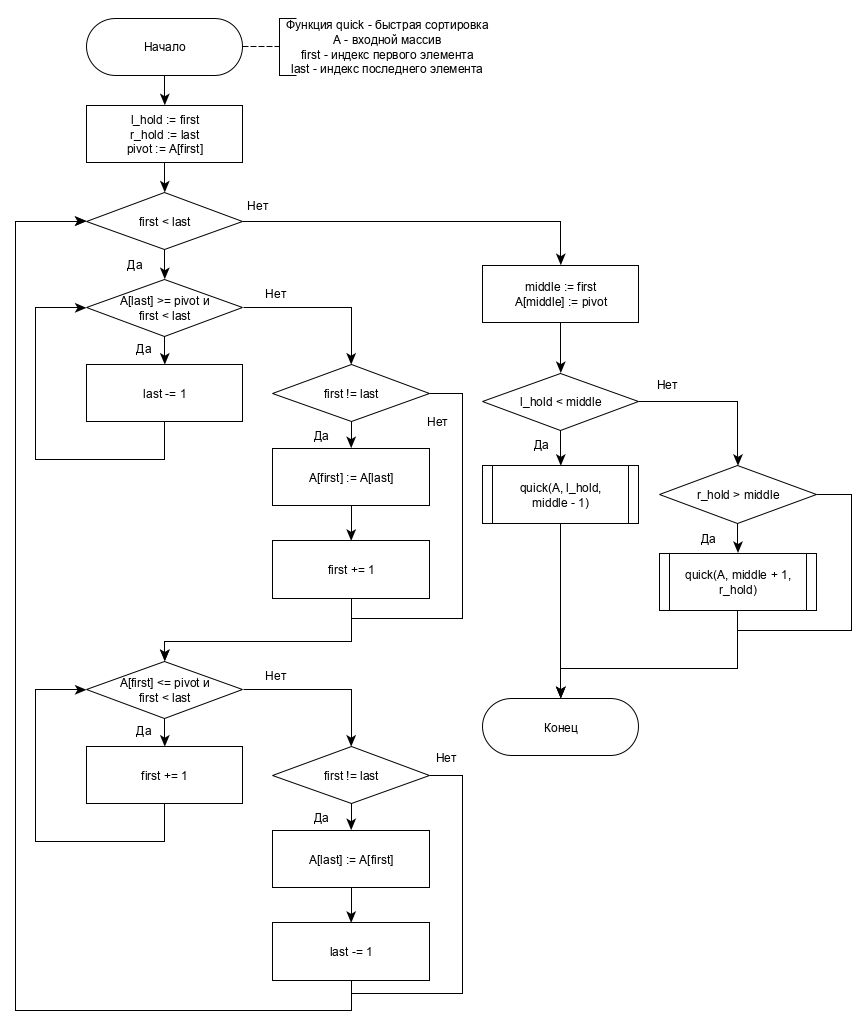 Начало
Функция quick - быстрая сортировка
А - входной массив
first - индекс первого элемента
last - индекс последнего элемента
l_hold := first
r_hold := last
pivot := A[first]
first < last
Нет
Да
A[last] >= pivot и
first < last
Нет
Да
last -= 1
first != last
Нет
Да
A[first] := A[last]
first += 1
A[first] <= pivot и
first < last
Нет
Да
first += 1
first != last
Нет
Да
A[last] := A[first]
last -= 1
middle := first
A[middle] := pivot
l_hold < middle
Нет
Да
quick(A, l_hold,
middle - 1)
r_hold > middle
Да
quick(A, middle + 1,
r_hold)
Конец